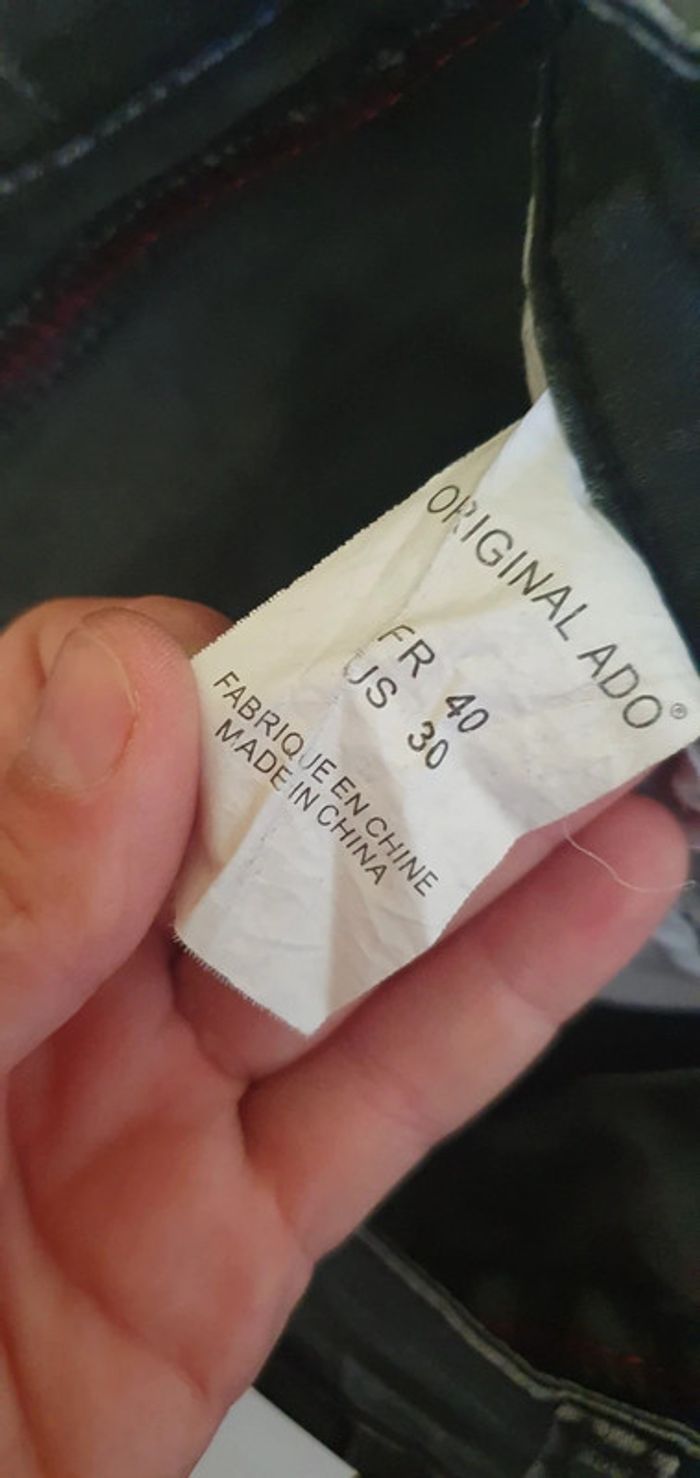 ORIGINAL ADO®
FR 40
US 30
FABRIQUE EN CHINE
MADE IN CHINA